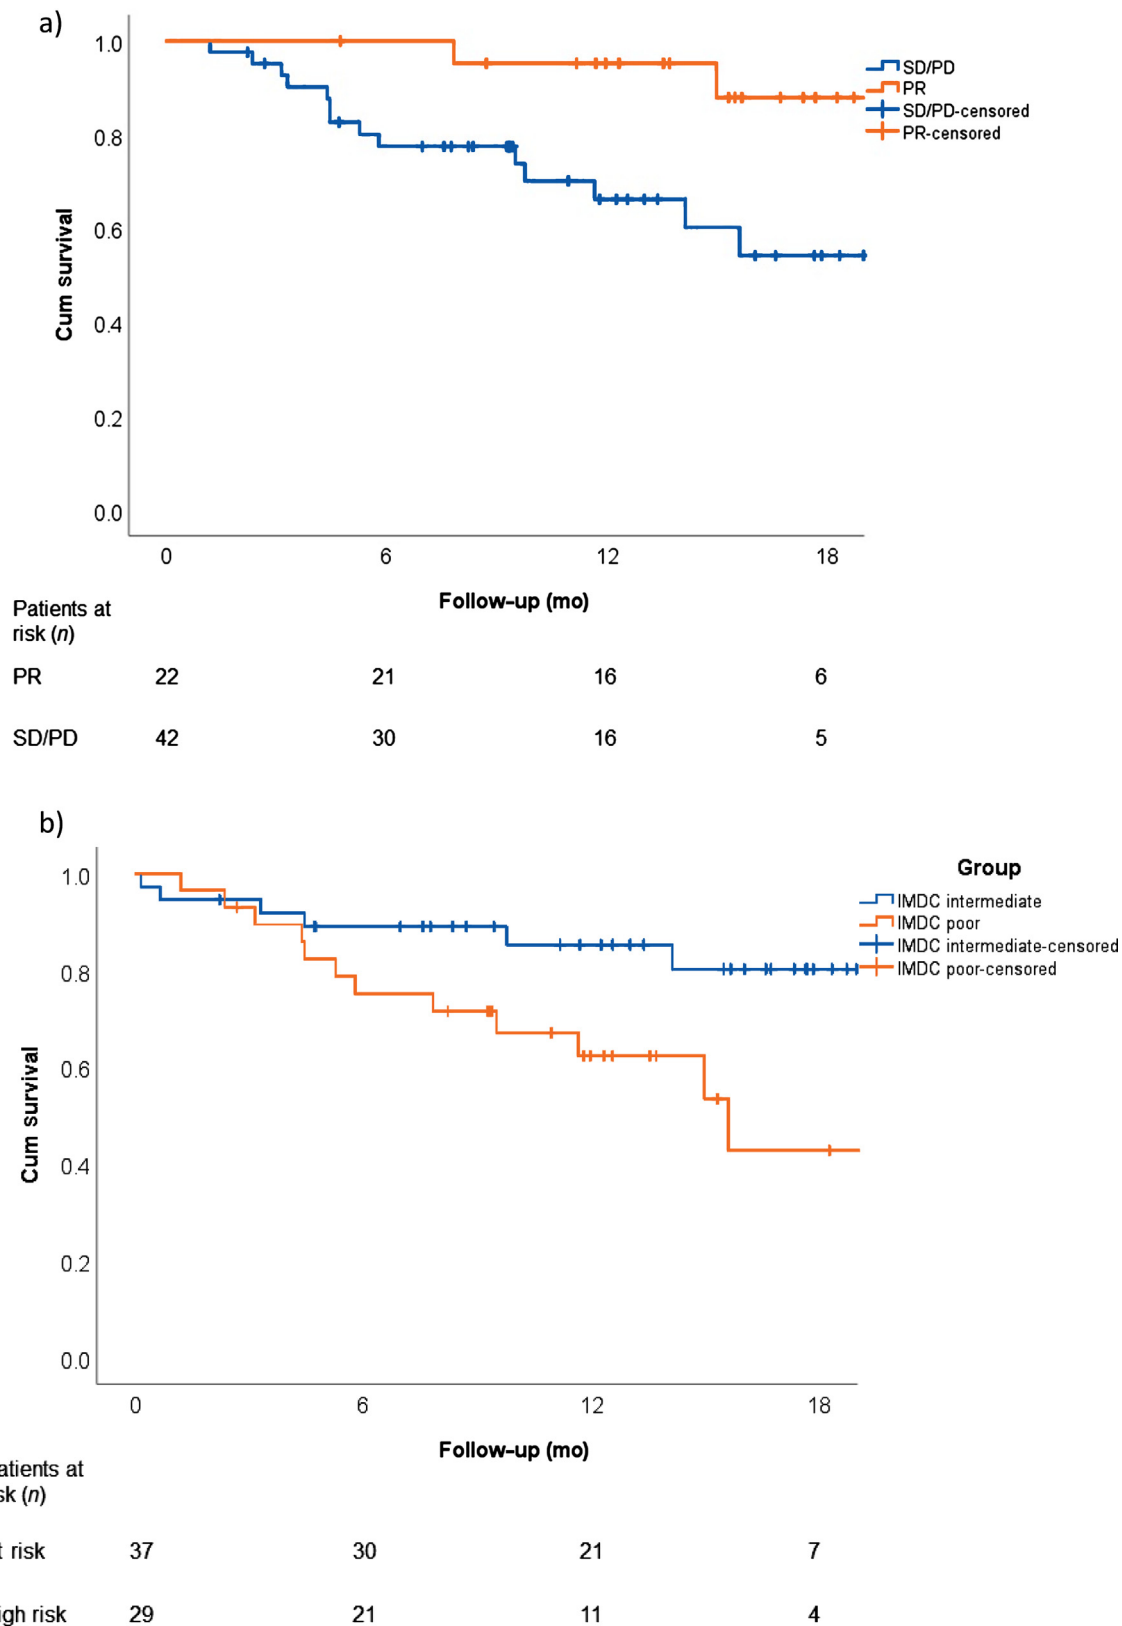 a)
1.0
0.8
0.6
0.4
0.2
0.0
Cum survival
SD/PD
PR
SD/PD-censored
PR-censored
0 6 12 18
Follow-up (mo)
Patients at
risk (n)
PR 22 21 16 6
SD/PD 42 30 16 5
b)
1.0
0.8
0.6
0.4
0.2
0.0
Cum survival
Group
IMDC intermediate
IMDC poor
IMDC intermediate-censored
IMDC poor-censored
0 6 12 18
Follow-up (mo)
atients at
sk (n)
t risk 37 30 21 7
igh risk 29 21 11 4